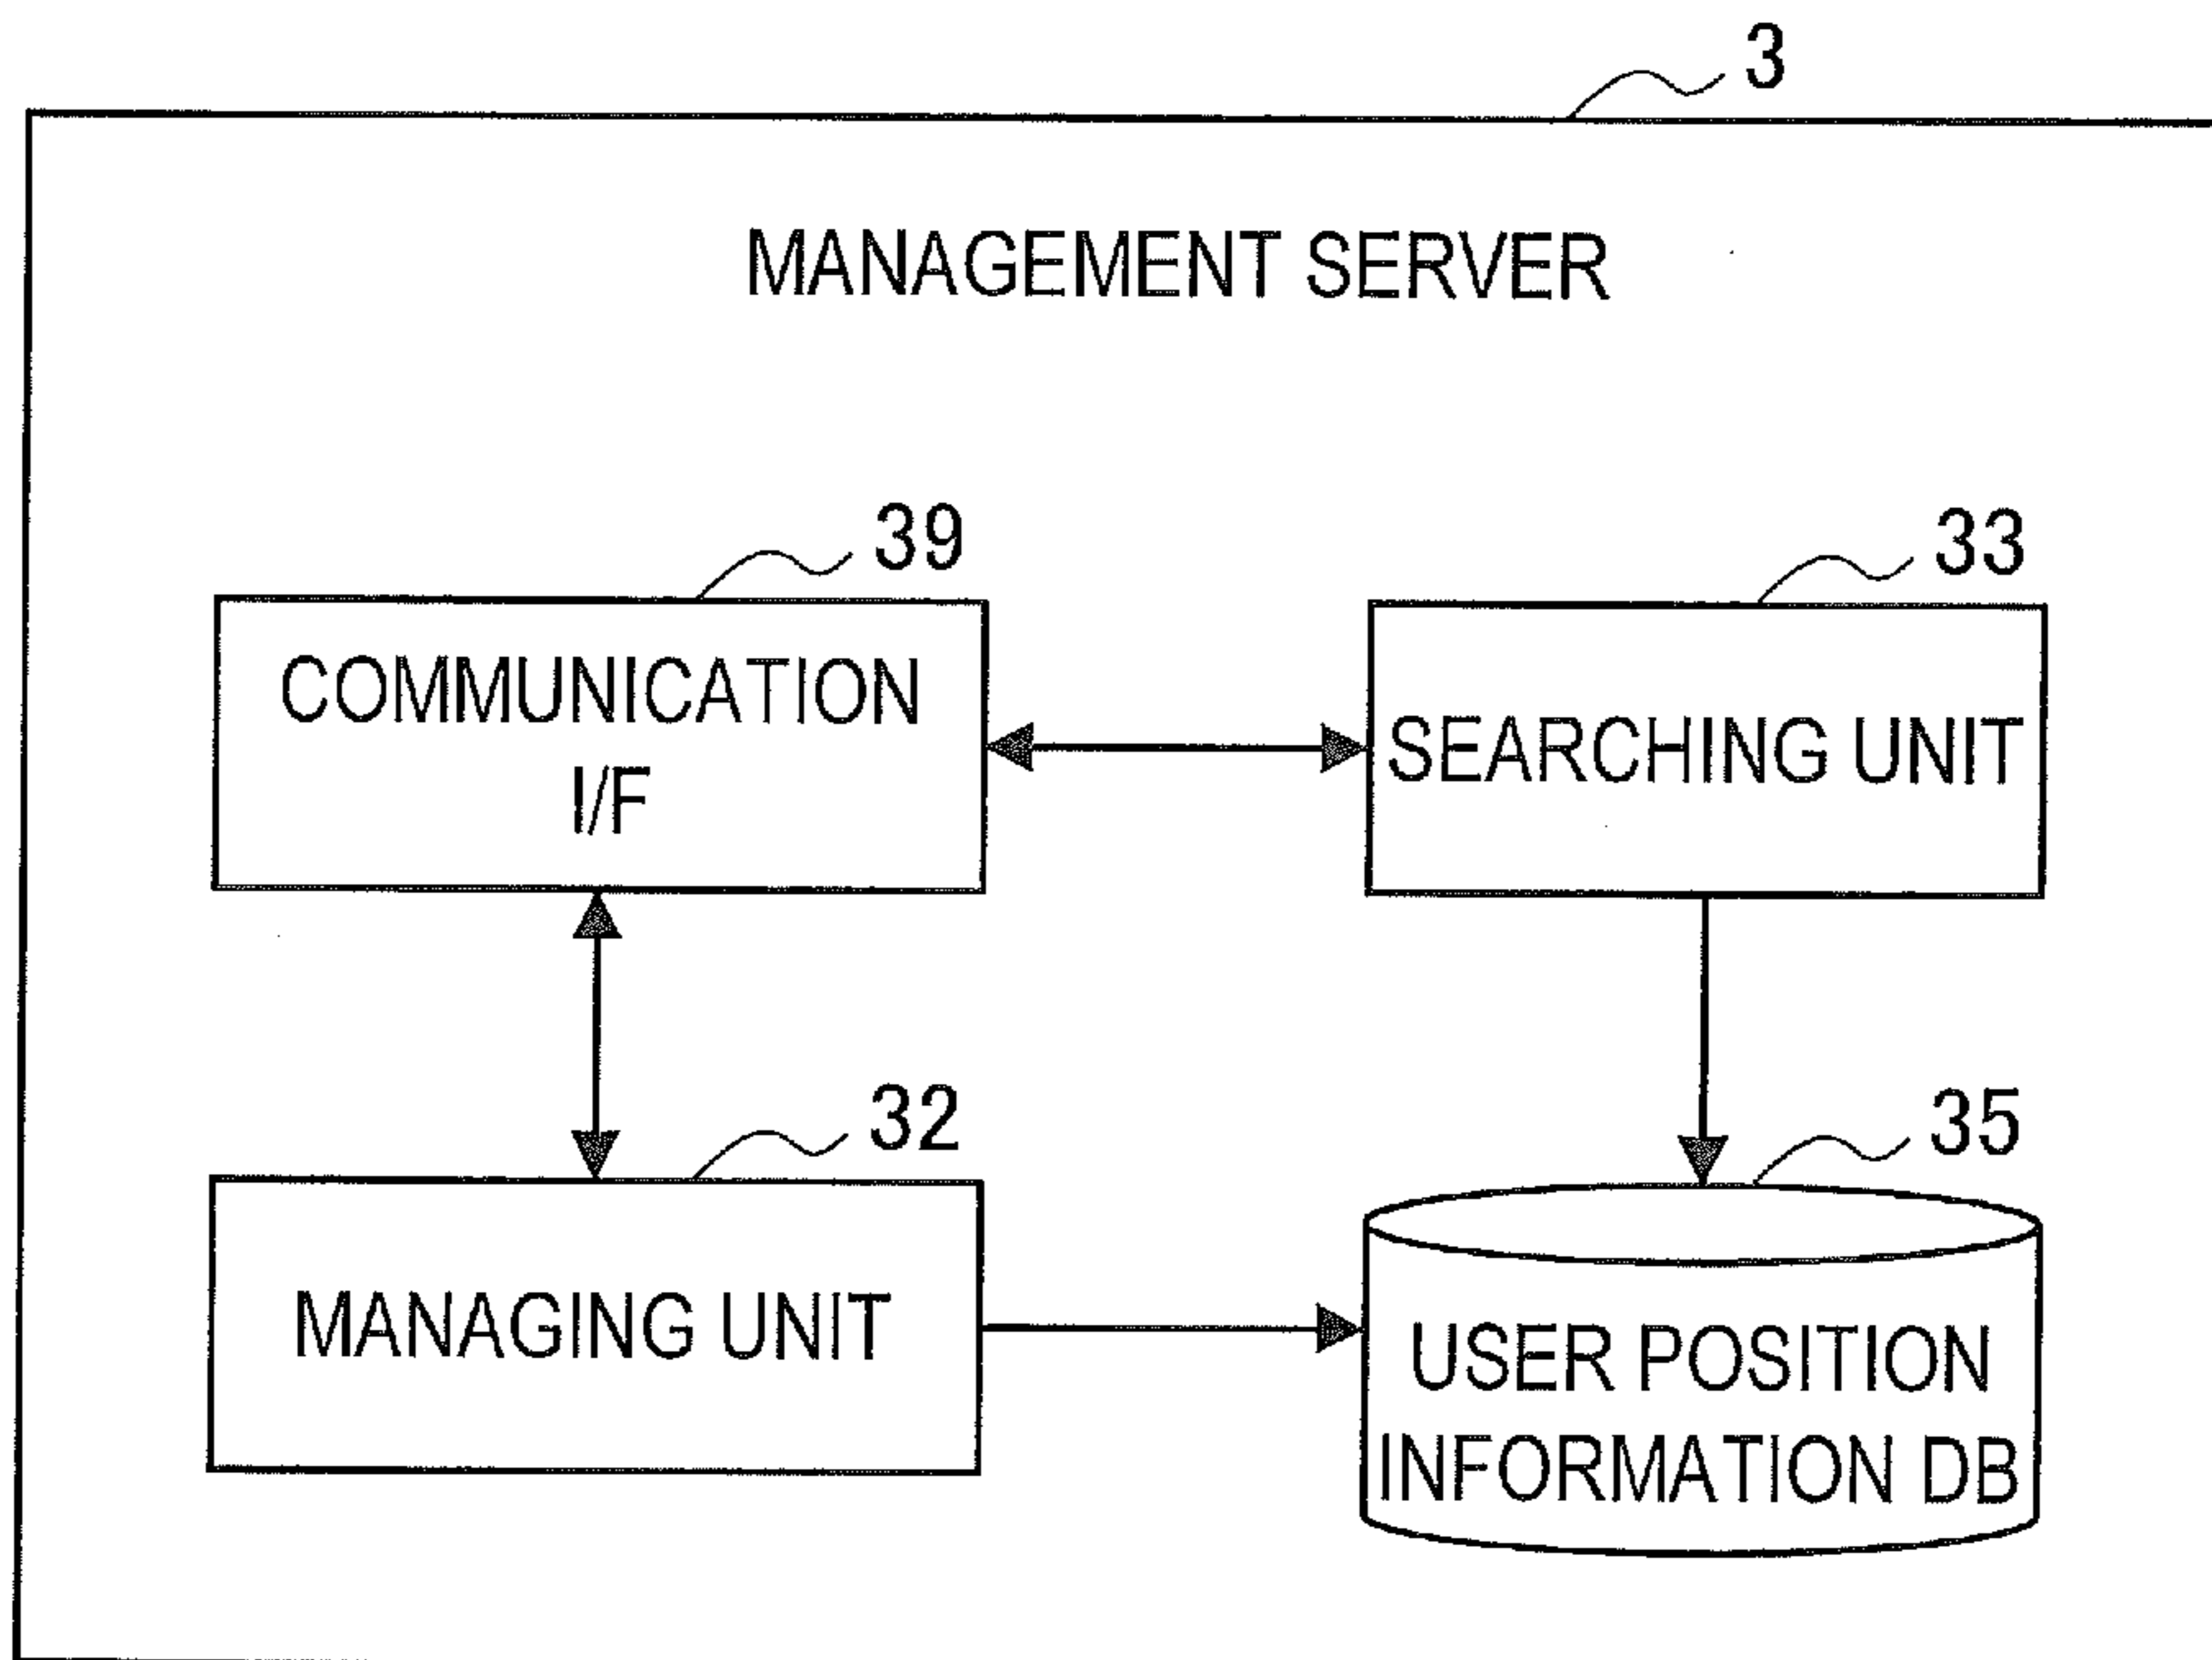 3
MANAGEMENT SERVER
39
33
COMMUNICATION
I/F
SEARCHING UNIT
32
35
MANAGING UNIT
USER POSITION
INFORMATION DB